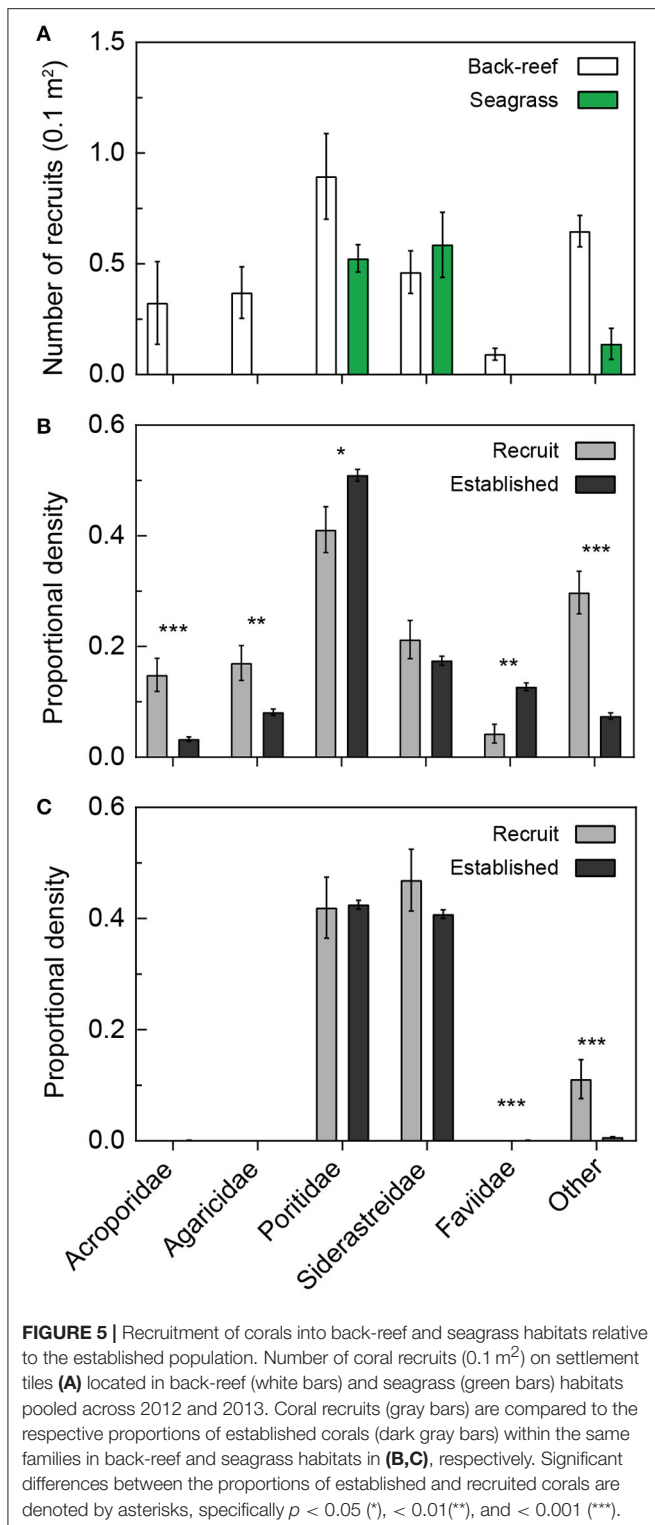 A
1.5
Back-reef
Seagrass
1.0
0.5
0.0
Number of recruits (0.1 m²)
B
0.6
Recruit
Established
*
***
0.4
***
**
**
0.2
0.0
Proportional density
C
0.6
Recruit
Established
0.4
0.2
***
***
0.0
Proportional density
Acroporidae
Agaricidae
Poritidae
Siderastreidae
Faviidae
Other
FIGURE 5 | Recruitment of corals into back-reef and seagrass habitats relative
to the established population. Number of coral recruits (0.1 m²) on settlement
tiles (A) located in back-reef (white bars) and seagrass (green bars) habitats
pooled across 2012 and 2013. Coral recruits (gray bars) are compared to the
respective proportions of established corals (dark gray bars) within the same
families in back-reef and seagrass habitats in (B,C), respectively. Significant
differences between the proportions of established and recruited corals are
denoted by asterisks, specifically p < 0.05 (*), < 0.01(**), and < 0.001 (***).